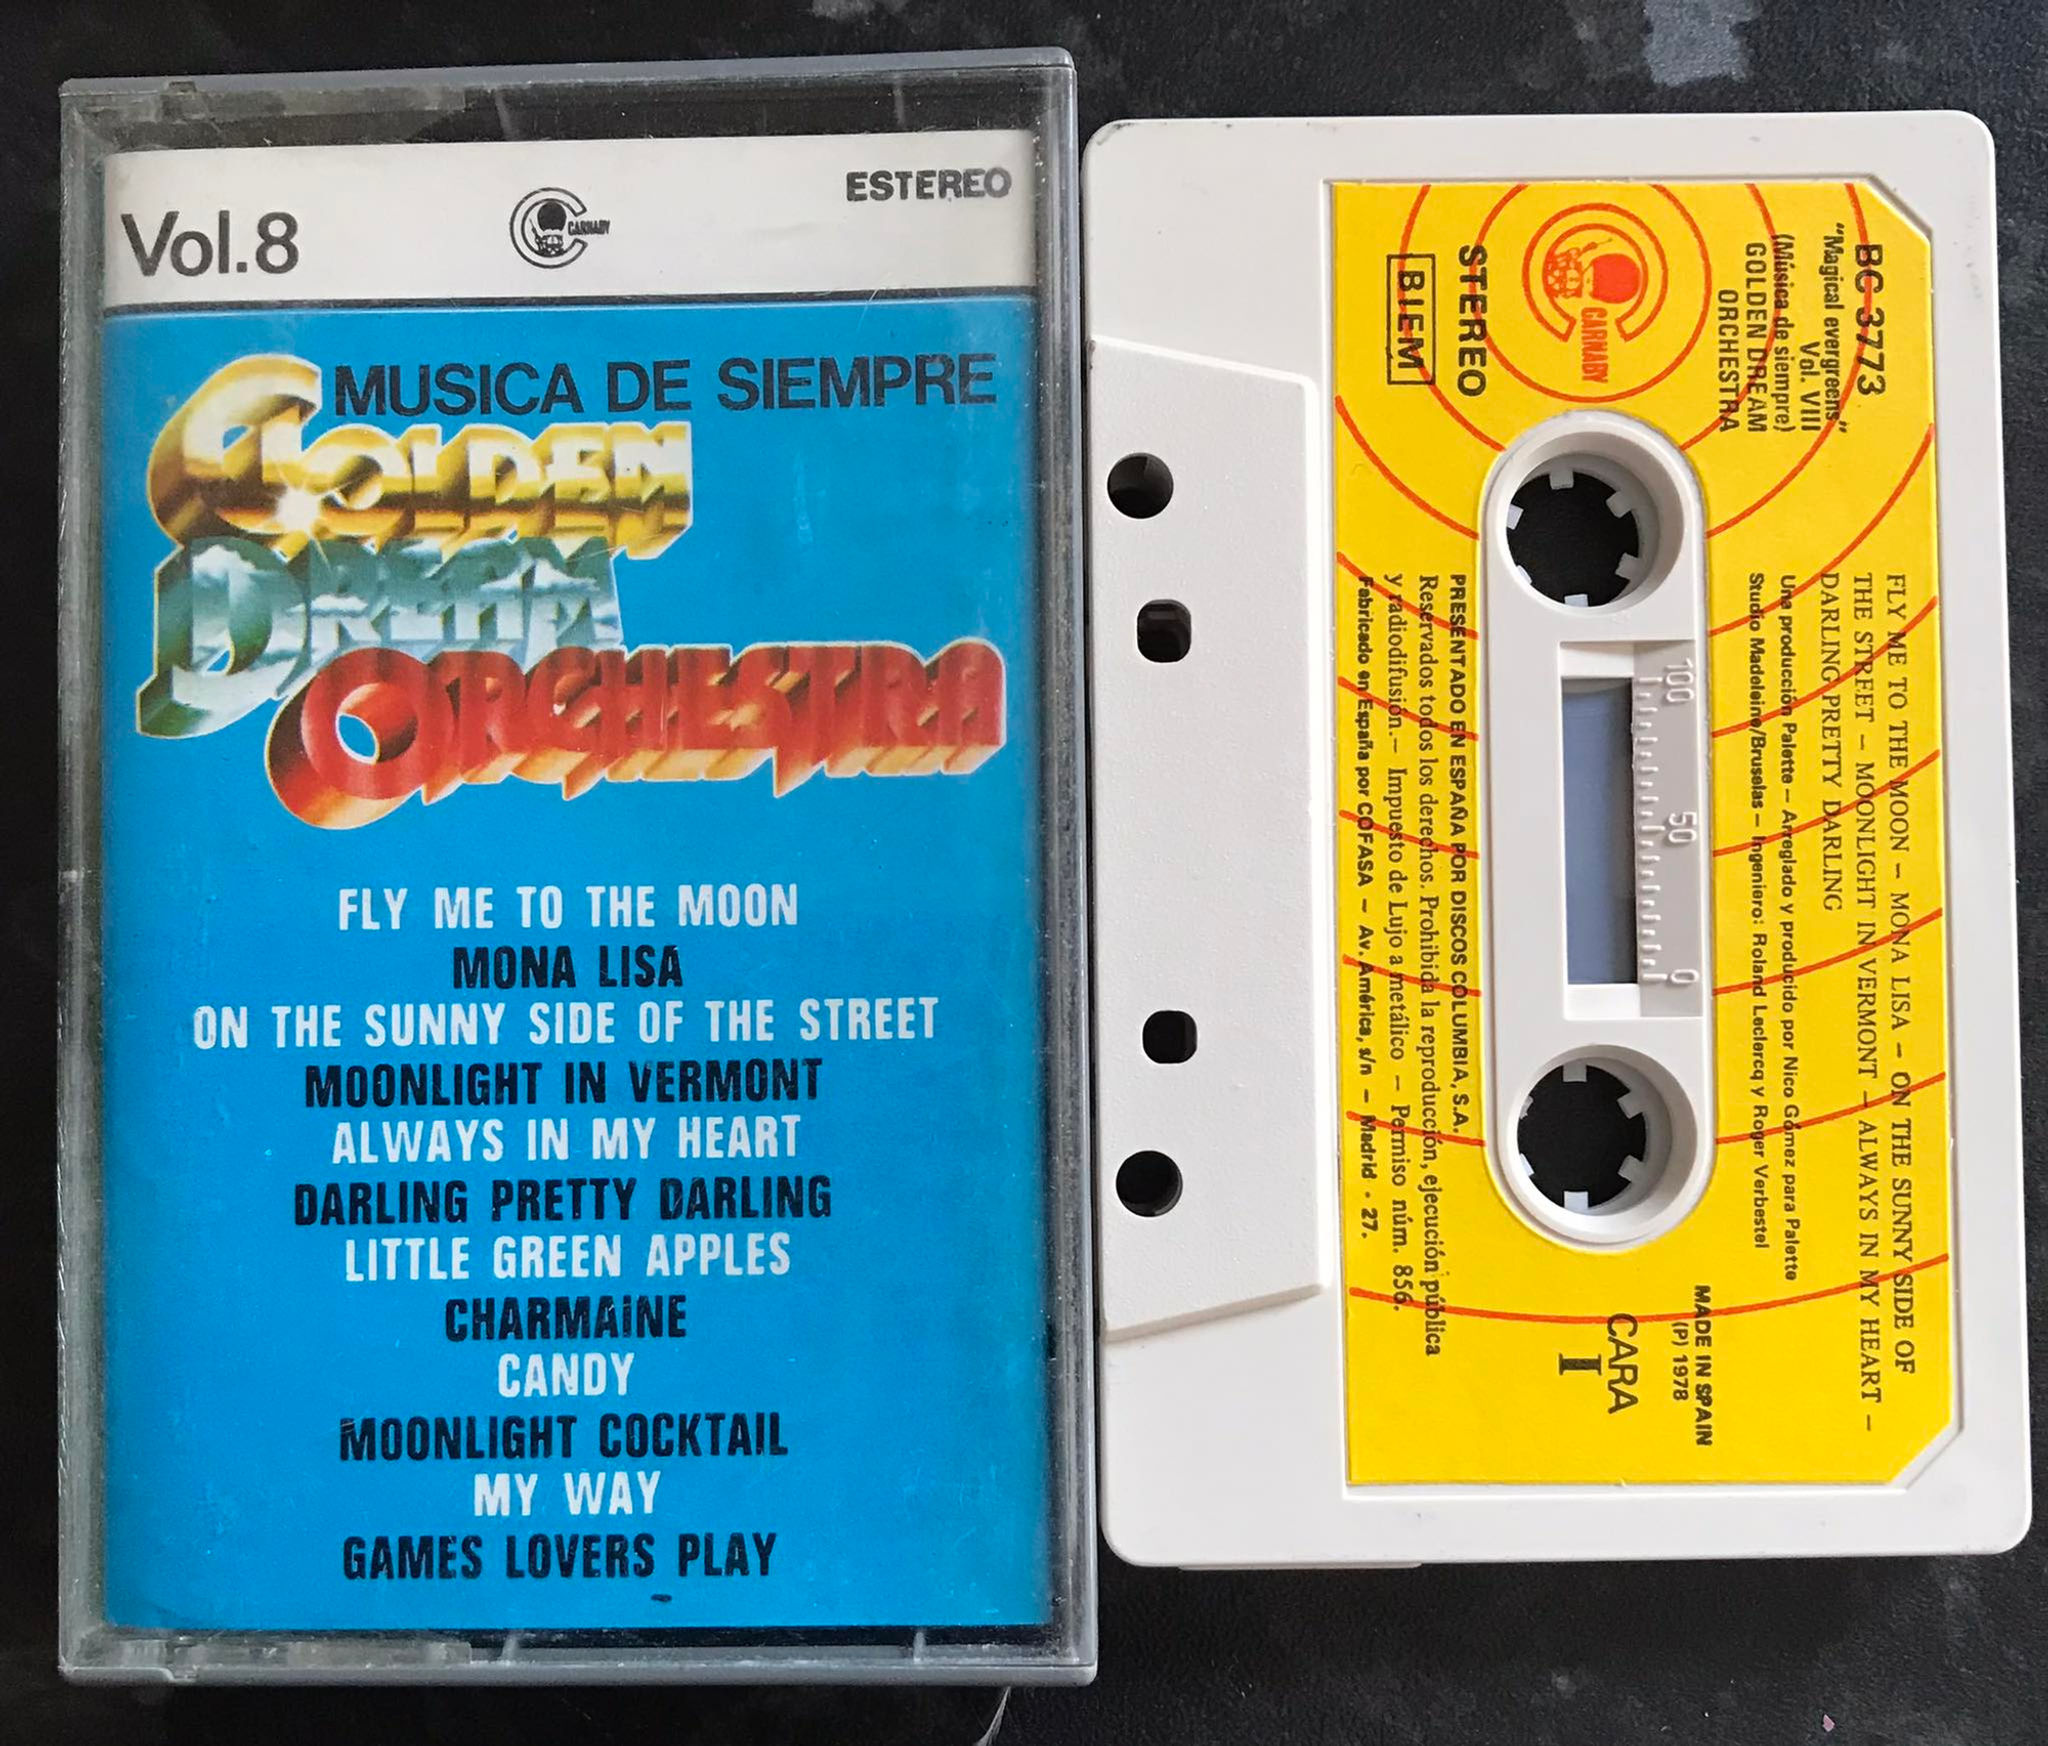 Vol.8
CARNABY
ESTEREO
MUSICA DE SIEMPRE
GOLDEN
DREAM
ORCHESTRA
FLY ME TO THE MOON
MONA LISA
ON THE SUNNY SIDE OF THE STREET
MOONLIGHT IN VERMONT
ALWAYS IN MY HEART
DARLING PRETTY DARLING
LITTLE GREEN APPLES
CHARMAINE
CANDY
MOONLIGHT COCKTAIL
MY WAY
GAMES LOVERS PLAY
BC 3773
"Magical evergreens"
Vol. VIII
(Música de siempre)
GOLDEN DREAM
ORCHESTRA
CARNABY
STEREO
BIEM
FLY ME TO THE MOON – MONA LISA – ON THE SUNNY SIDE OF
THE STREET – MOONLIGHT IN VERMONT – ALWAYS IN MY HEART –
DARLING PRETTY DARLING
Una producción Palette – Arreglado y producido por Nico Gómez para Palette
Studio Madeleine/Bruselas – Ingeniero: Roland Leclercq y Roger Verbestel
100 50 0
MADE IN SPAIN
(P) 1978
CARA
I
PRESENTADO EN ESPAÑA POR DISCOS COLUMBIA, S.A.
Reservados todos los derechos. Prohibida la reproducción, ejecución pública
y radiodifusión.– Impuesto de Lujo a metálico – Permiso núm. 856.
Fabricado en España por COFASA – Av. América, s/n – Madrid - 27.